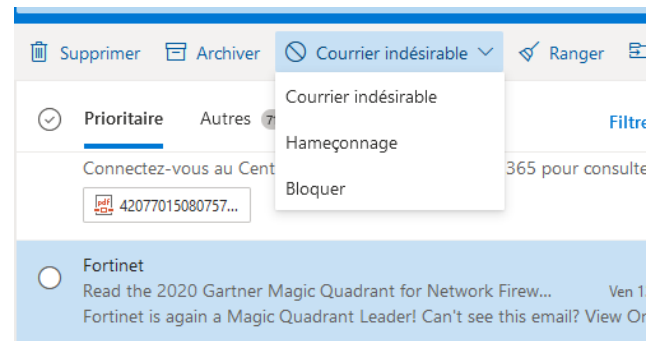 Supprimer Archiver Courrier indésirable Ranger
Courrier indésirable
Hameçonnage
Bloquer
Prioritaire Autres
Filtre
Connectez-vous au Cent 365 pour consulte
42077015080757...
Fortinet
Read the 2020 Gartner Magic Quadrant for Network Firew... Ven 1
Fortinet is again a Magic Quadrant Leader! Can't see this email? View Or